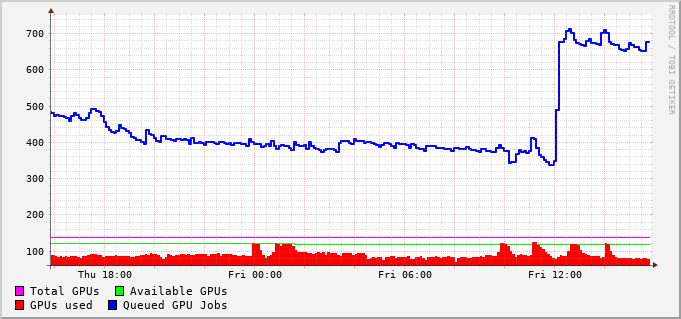 RRDTOOL / TOBI OETIKER
700
600
500
400
300
200
100
Thu 18:00 Fri 00:00 Fri 06:00 Fri 12:00
Total GPUs Available GPUs
GPUs used Queued GPU Jobs